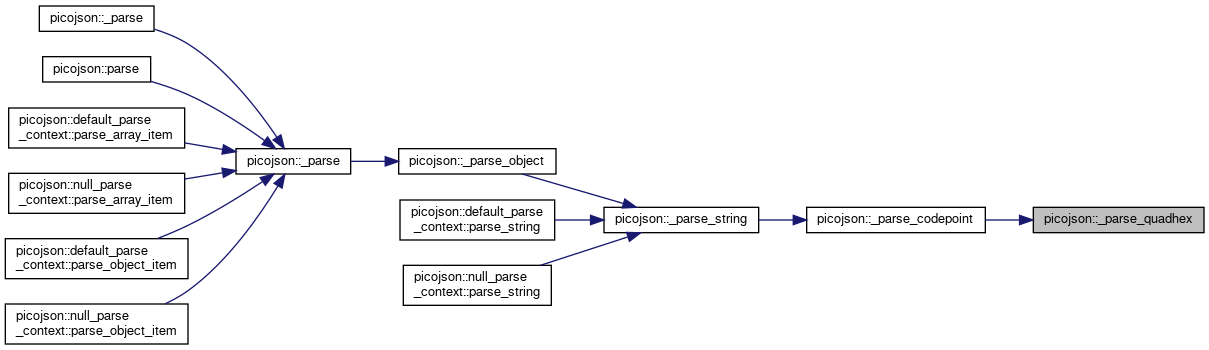 picojson::_parse
picojson::parse
picojson::default_parse
_context::parse_array_item
picojson::null_parse
_context::parse_array_item
picojson::default_parse
_context::parse_object_item
picojson::null_parse
_context::parse_object_item
picojson::_parse
picojson::_parse_object
picojson::default_parse
_context::parse_string
picojson::null_parse
_context::parse_string
picojson::_parse_string
picojson::_parse_codepoint
picojson::_parse_quadhex